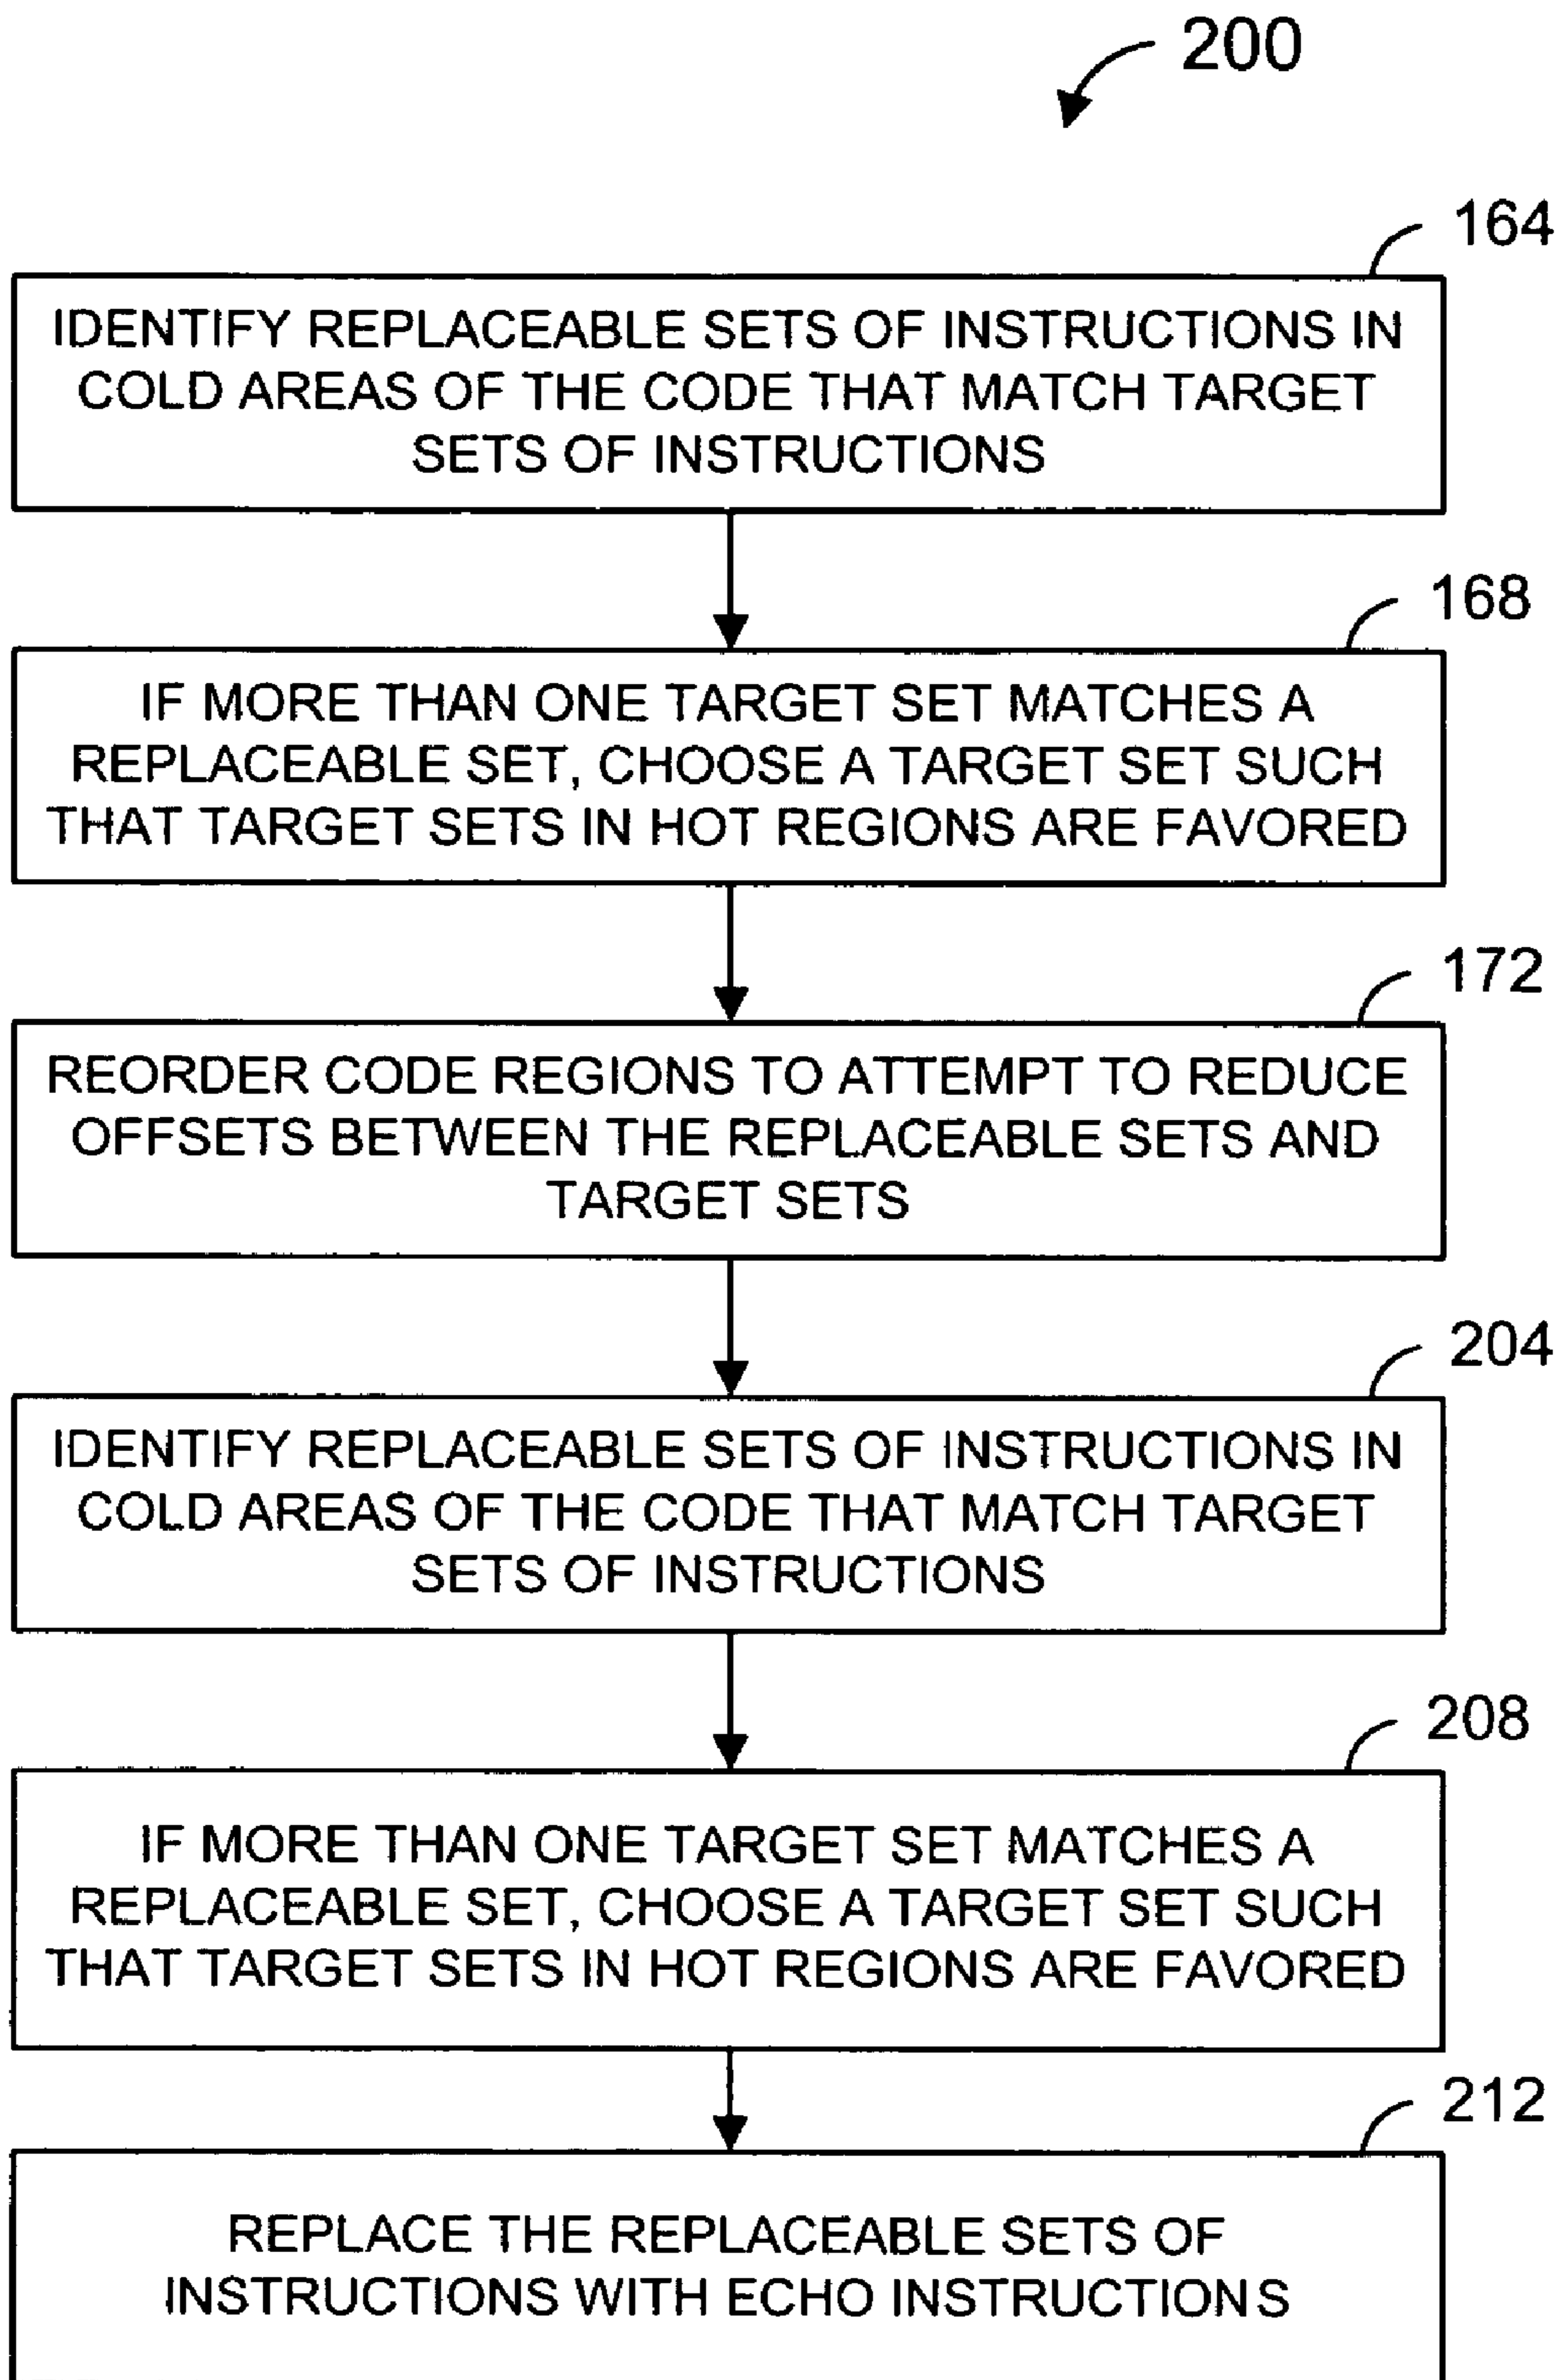 200
164
IDENTIFY REPLACEABLE SETS OF INSTRUCTIONS IN
COLD AREAS OF THE CODE THAT MATCH TARGET
SETS OF INSTRUCTIONS
168
IF MORE THAN ONE TARGET SET MATCHES A
REPLACEABLE SET, CHOOSE A TARGET SET SUCH
THAT TARGET SETS IN HOT REGIONS ARE FAVORED
172
REORDER CODE REGIONS TO ATTEMPT TO REDUCE
OFFSETS BETWEEN THE REPLACEABLE SETS AND
TARGET SETS
204
IDENTIFY REPLACEABLE SETS OF INSTRUCTIONS IN
COLD AREAS OF THE CODE THAT MATCH TARGET
SETS OF INSTRUCTIONS
208
IF MORE THAN ONE TARGET SET MATCHES A
REPLACEABLE SET, CHOOSE A TARGET SET SUCH
THAT TARGET SETS IN HOT REGIONS ARE FAVORED
212
REPLACE THE REPLACEABLE SETS OF
INSTRUCTIONS WITH ECHO INSTRUCTIONS